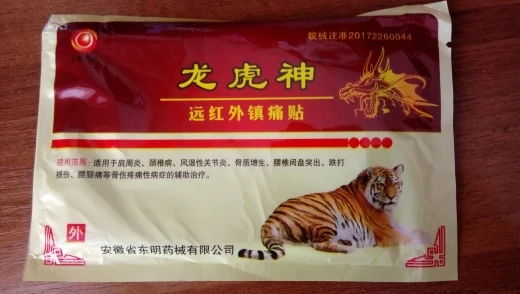 皖械注准20172260044
龙虎神
远红外镇痛贴
适用范围：适用于肩周炎、颈椎病、风湿性关节炎、骨质增生、腰椎间盘突出、跌打
损伤、腰腿痛等骨伤疼痛性病症的辅助治疗。
外
安徽省东明药械有限公司